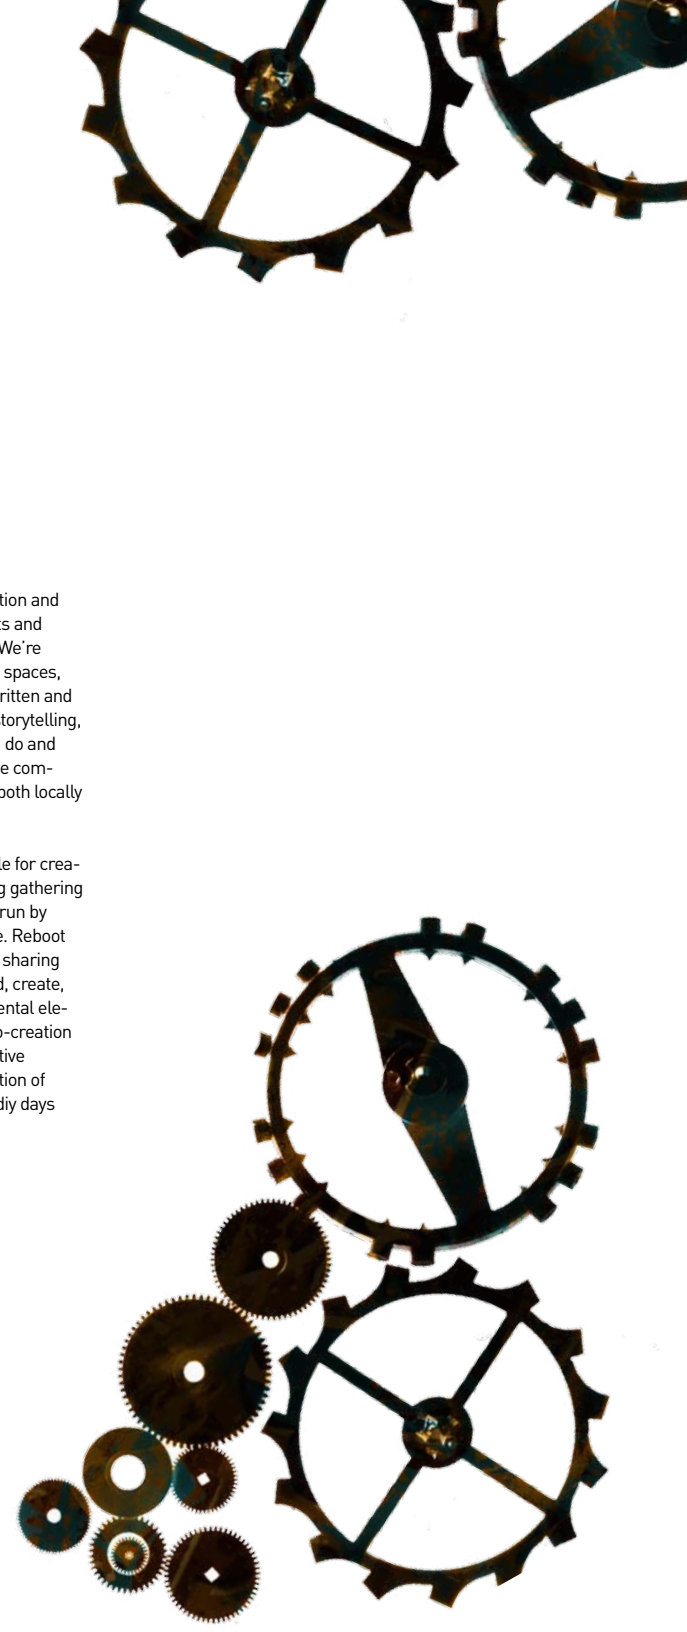 tion and
ts and
We're
spaces,
ritten and
torytelling,
do and
e com-
both locally
le for crea-
g gathering
run by
e. Reboot
sharing
d, create,
ental ele-
o-creation
tive
tion of
diy days